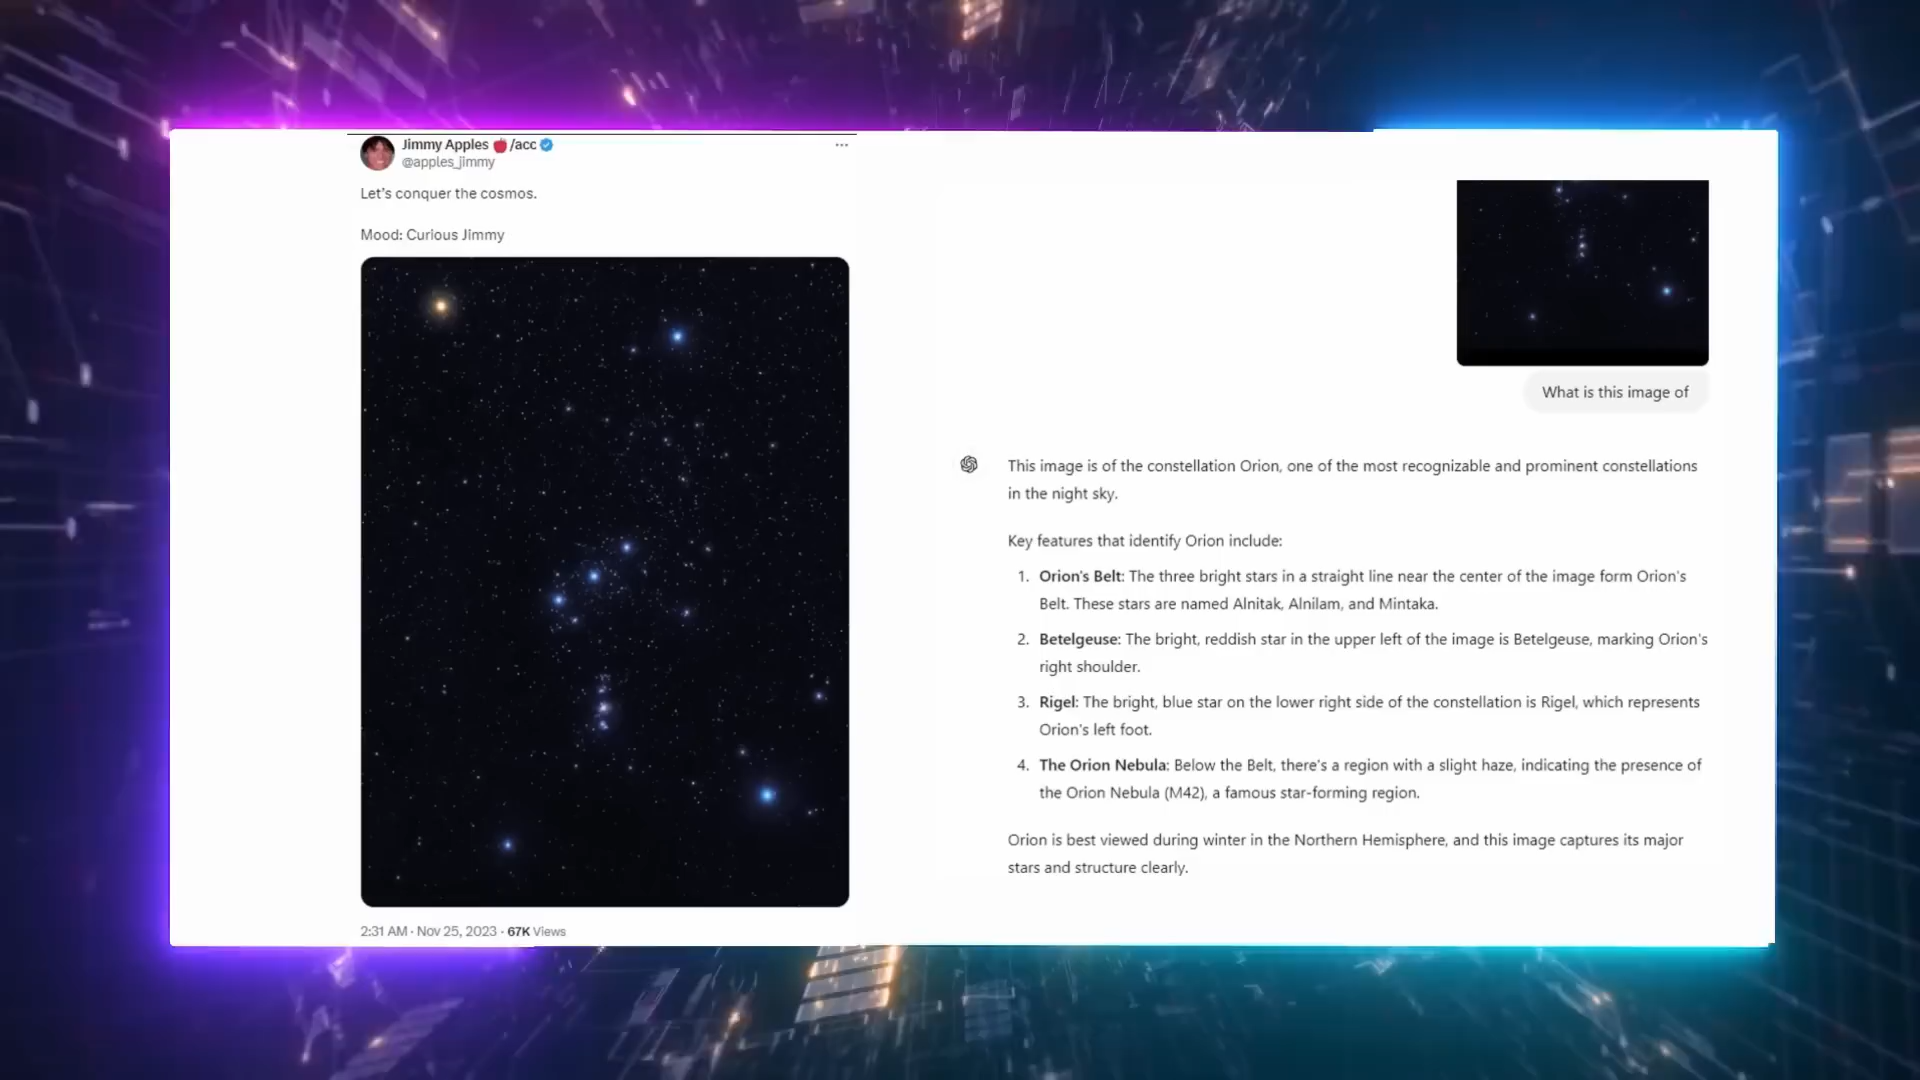 Jimmy Apples 🍎/acc
@apples_jimmy
Let's conquer the cosmos.
Mood: Curious Jimmy
2:31 AM · Nov 25, 2023 · 67K Views
What is this image of
This image is of the constellation Orion, one of the most recognizable and prominent constellations
in the night sky.
Key features that identify Orion include:
1. Orion's Belt: The three bright stars in a straight line near the center of the image form Orion's
Belt. These stars are named Alnitak, Alnilam, and Mintaka.
2. Betelgeuse: The bright, reddish star in the upper left of the image is Betelgeuse, marking Orion's
right shoulder.
3. Rigel: The bright, blue star on the lower right side of the constellation is Rigel, which represents
Orion's left foot.
4. The Orion Nebula: Below the Belt, there's a region with a slight haze, indicating the presence of
the Orion Nebula (M42), a famous star-forming region.
Orion is best viewed during winter in the Northern Hemisphere, and this image captures its major
stars and structure clearly.